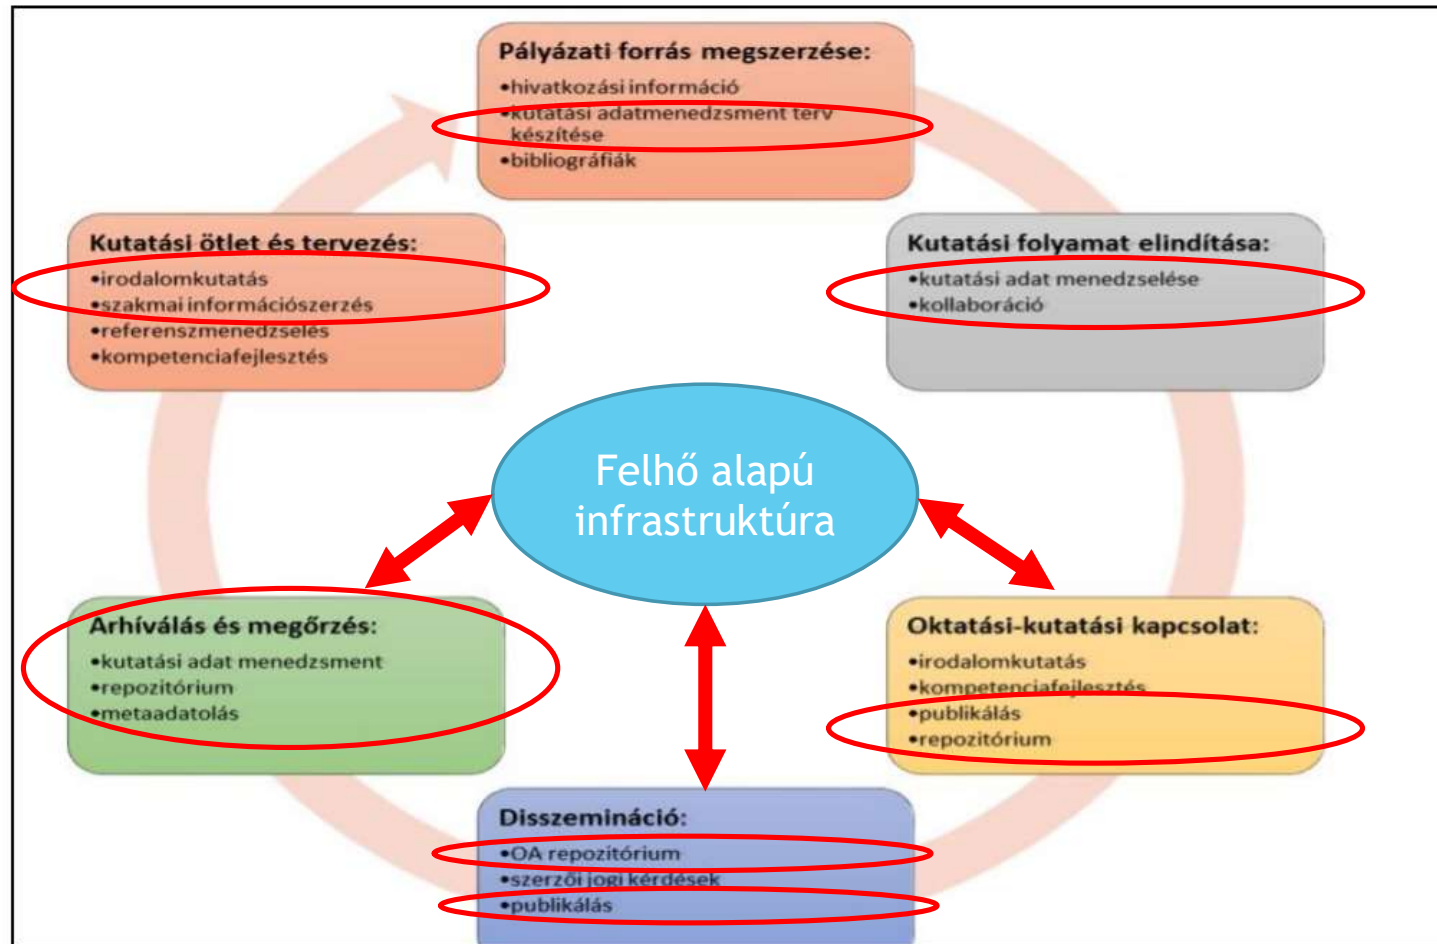 Pályázati forrás megszerzése:
•hivatkozási információ
•kutatási adatmenedzsment terv
készítése
•bibliográfiák
Kutatási ötlet és tervezés:
•irodalomkutatás
•szakmai információszerzés
•referenszmenedzselés
•kompetenciafejlesztés
Kutatási folyamat elindítása:
•kutatási adat menedzselése
•kollaboráció
Felhő alapú
infrastruktúra
Arhíválás és megőrzés:
•kutatási adat menedzsment
•repozitórium
•metaadatolás
Oktatási-kutatási kapcsolat:
•irodalomkutatás
•kompetenciafejlesztés
•publikálás
•repozitórium
Disszemináció:
•OA repozitórium
•szerzői jogi kérdések
•publikálás